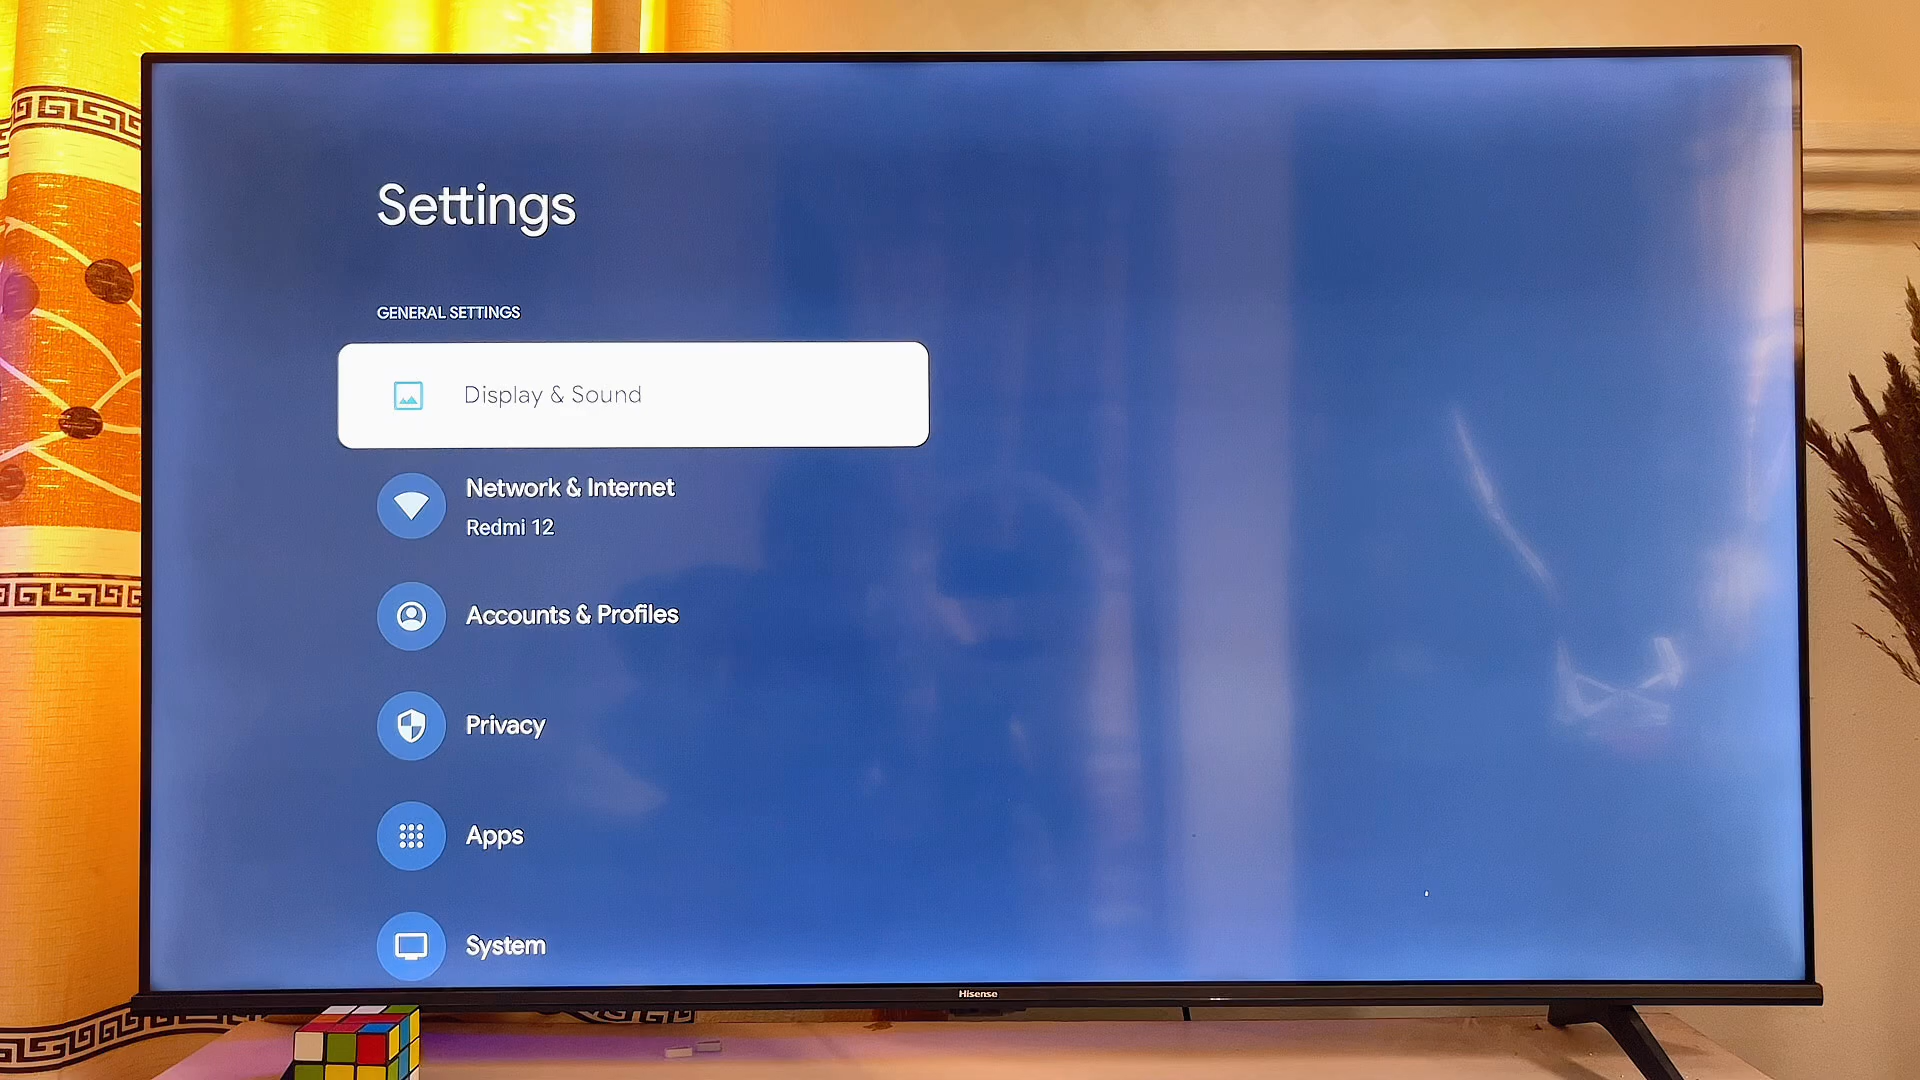 Settings
GENERAL SETTINGS
Display & Sound
Network & Internet
Redmi 12
Accounts & Profiles
Privacy
Apps
System
Hisense